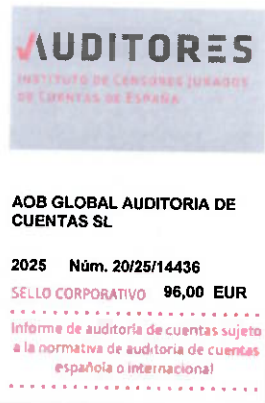 AUDITORES
INSTITUTO DE CENSORES JURADOS
DE CUENTAS DE ESPAÑA
AOB GLOBAL AUDITORIA DE
CUENTAS SL
2025 Núm. 20/25/14436
SELLO CORPORATIVO 96,00 EUR
Informe de auditoría de cuentas sujeto
a la normativa de auditoría de cuentas
española o internacional